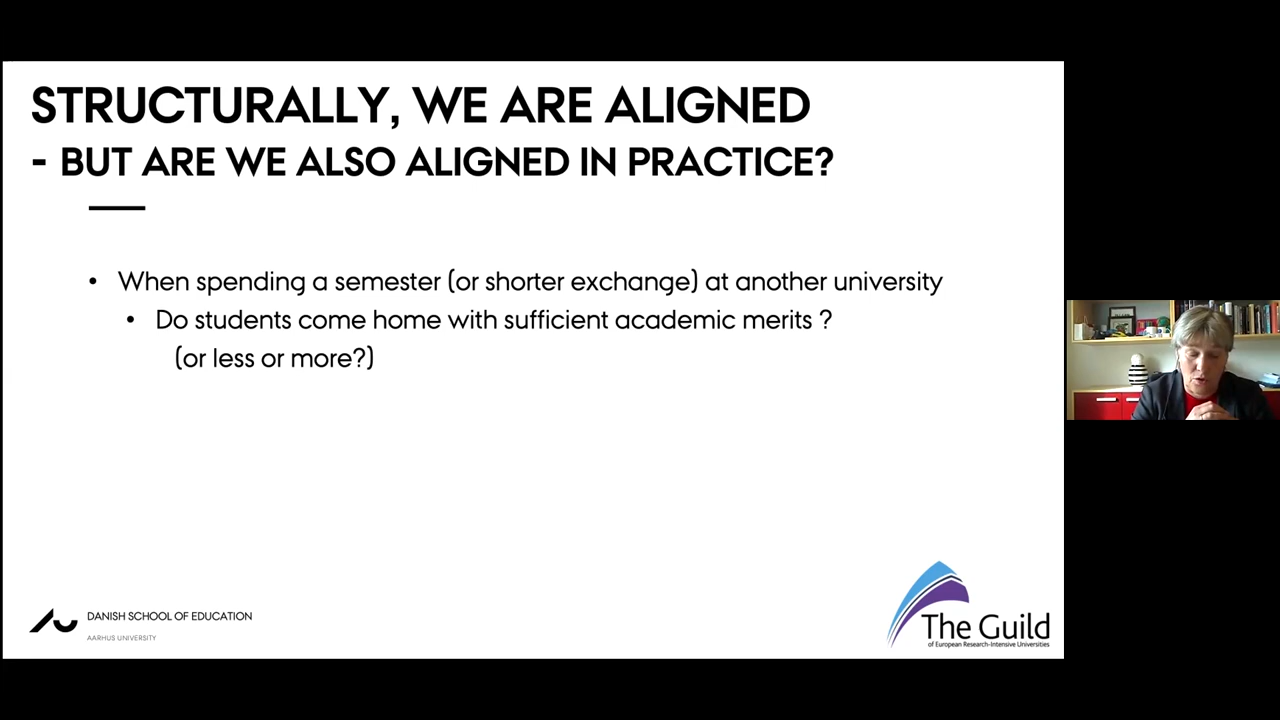 STRUCTURALLY, WE ARE ALIGNED
- BUT ARE WE ALSO ALIGNED IN PRACTICE?
• When spending a semester (or shorter exchange) at another university
• Do students come home with sufficient academic merits ?
(or less or more?)
DANISH SCHOOL OF EDUCATION
AARHUS UNIVERSITY
The Guild
of European Research-Intensive Universities